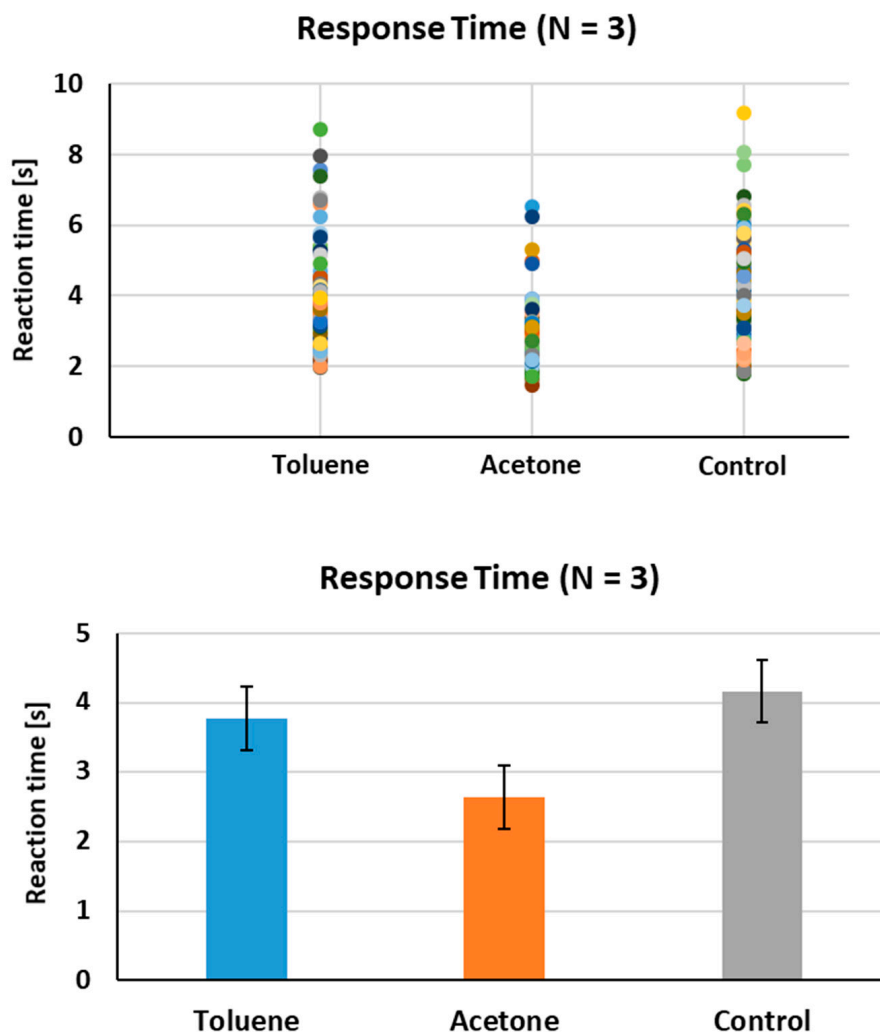 Response Time (N = 3)
Reaction time [s]
10
8
6
4
2
0
Toluene Acetone Control
Response Time (N = 3)
Reaction time [s]
5
4
3
2
1
0
Toluene Acetone Control